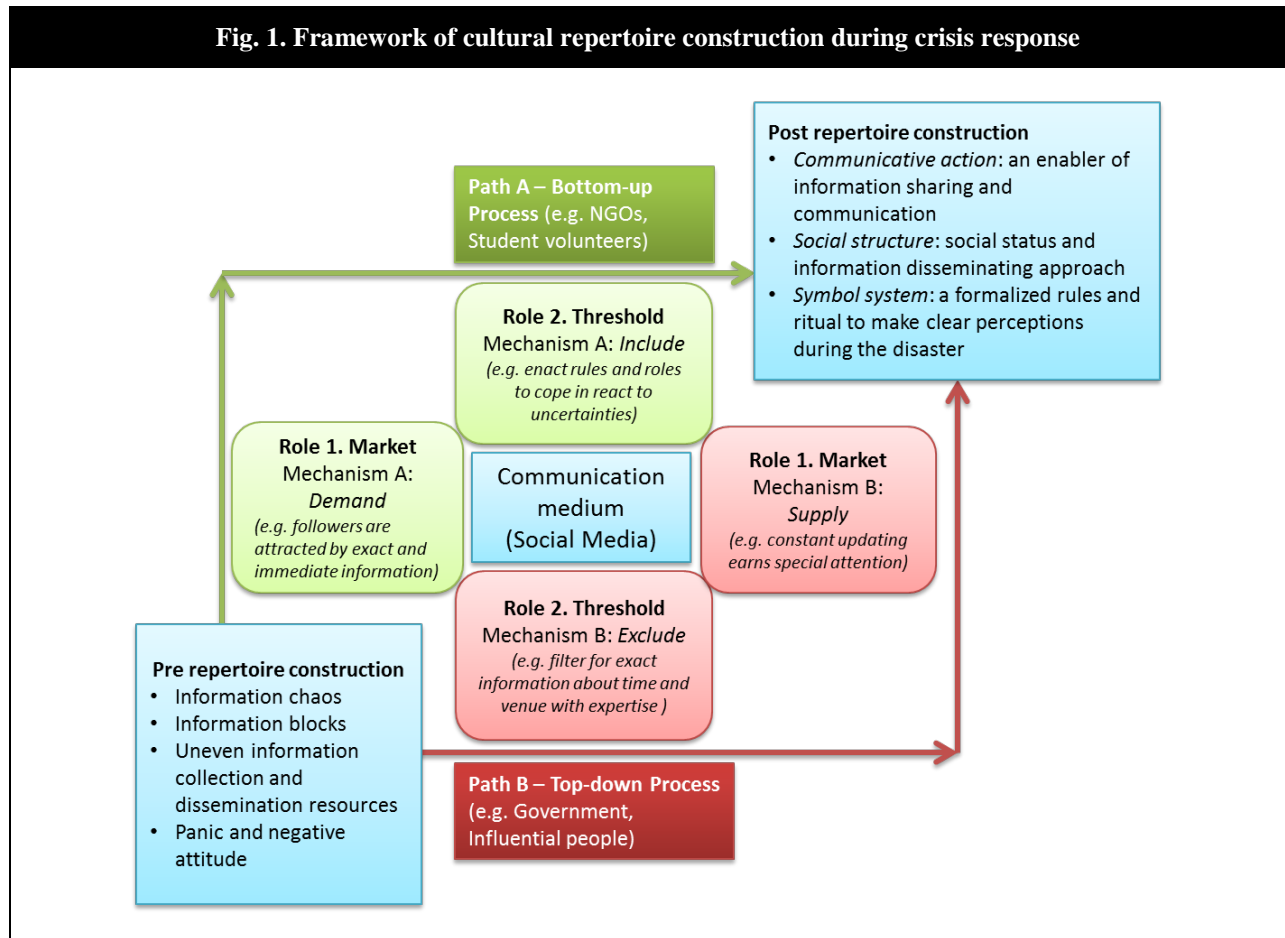 Fig. 1. Framework of cultural repertoire construction during crisis response
Post repertoire construction
• Communicative action: an enabler of
information sharing and
communication
• Social structure: social status and
information disseminating approach
• Symbol system: a formalized rules and
ritual to make clear perceptions
during the disaster
Path A – Bottom-up
Process (e.g. NGOs,
Student volunteers)
Role 2. Threshold
Mechanism A: Include
(e.g. enact rules and roles
to cope in react to
uncertainties)
Role 1. Market
Mechanism A:
Demand
(e.g. followers are
attracted by exact and
immediate information)
Communication
medium
(Social Media)
Role 1. Market
Mechanism B:
Supply
(e.g. constant updating
earns special attention)
Role 2. Threshold
Mechanism B: Exclude
(e.g. filter for exact
information about time and
venue with expertise )
Pre repertoire construction
• Information chaos
• Information blocks
• Uneven information
collection and
dissemination resources
• Panic and negative
attitude
Path B – Top-down Process
(e.g. Government,
Influential people)